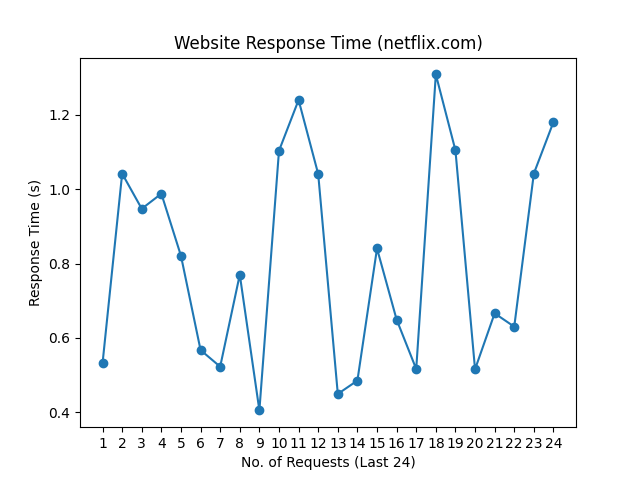 Website Response Time (netflix.com)
1.2
1.0
0.8
0.6
0.4
Response Time (s)
1 2 3 4 5 6 7 8 9 10 11 12 13 14 15 16 17 18 19 20 21 22 23 24
No. of Requests (Last 24)